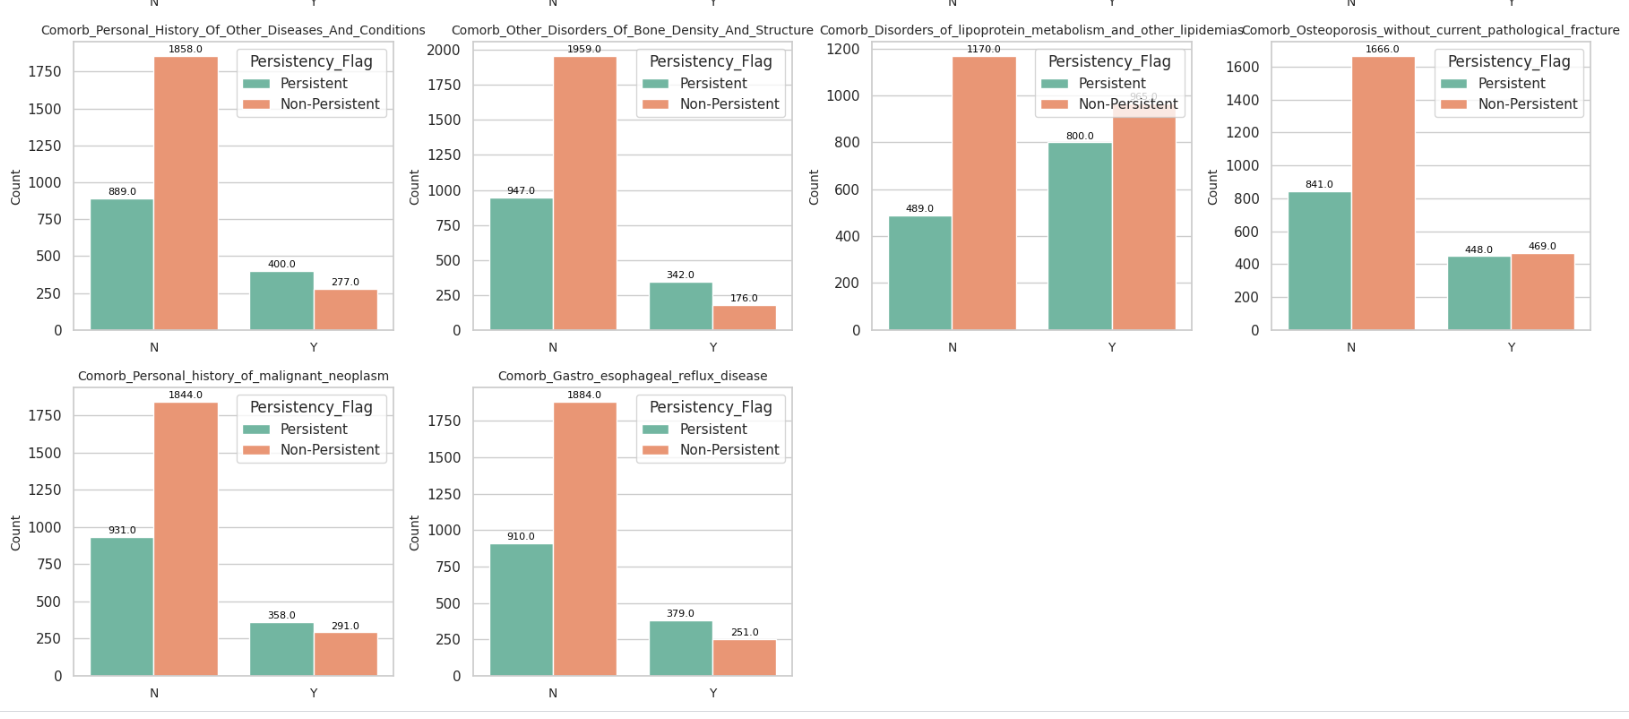 N Y N Y N Y N Y
Comorb_Personal_History_Of_Other_Diseases_And_Conditions
Count
1750
1500
1250
1000
750
500
250
0
1858.0
889.0
400.0
277.0
Persistency_Flag
Persistent
Non-Persistent
N Y
Comorb_Other_Disorders_Of_Bone_Density_And_Structure
Count
2000
1750
1500
1250
1000
750
500
250
0
1959.0
947.0
342.0
176.0
Persistency_Flag
Persistent
Non-Persistent
N Y
Comorb_Disorders_of_lipoprotein_metabolism_and_other_lipidemias
Count
1200
1000
800
600
400
200
0
1170.0
489.0
800.0
965.0
Persistency_Flag
Persistent
Non-Persistent
N Y
Comorb_Osteoporosis_without_current_pathological_fracture
Count
1600
1400
1200
1000
800
600
400
200
0
1666.0
841.0
448.0
469.0
Persistency_Flag
Persistent
Non-Persistent
N Y
Comorb_Personal_history_of_malignant_neoplasm
Count
1750
1500
1250
1000
750
500
250
0
1844.0
931.0
358.0
291.0
Persistency_Flag
Persistent
Non-Persistent
N Y
Comorb_Gastro_esophageal_reflux_disease
Count
1750
1500
1250
1000
750
500
250
0
1884.0
910.0
379.0
251.0
Persistency_Flag
Persistent
Non-Persistent
N Y